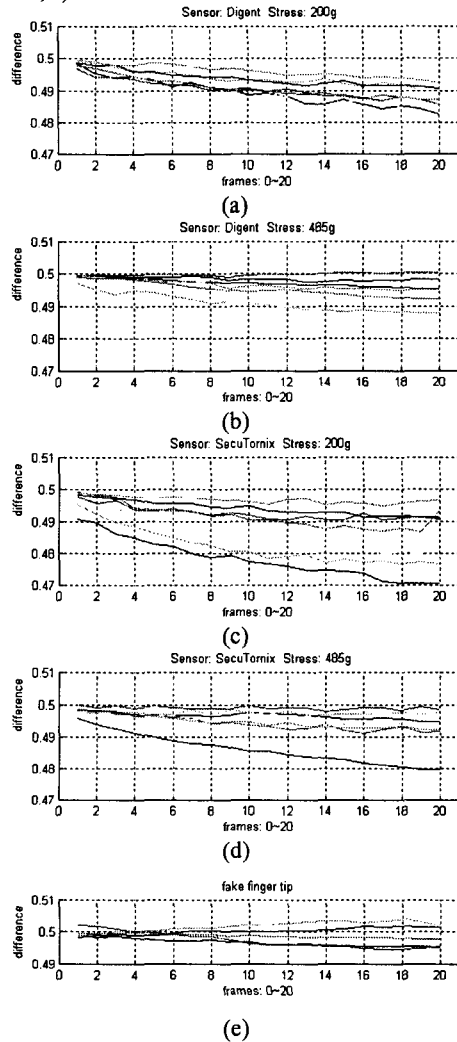 Sensor: Digent Stress: 200g
0.51
0.5
0.49
0.48
0.47
difference
0 2 4 6 8 10 12 14 16 18 20
frames: 0~20
(a)
Sensor: Digent Stress: 485g
0.51
0.5
0.49
0.48
0.47
difference
0 2 4 6 8 10 12 14 16 18 20
frames: 0~20
(b)
Sensor: SecuTornix Stress: 200g
0.51
0.5
0.49
0.48
0.47
difference
0 2 4 6 8 10 12 14 16 18 20
frames: 0~20
(c)
Sensor: SecuTornix Stress: 485g
0.51
0.5
0.49
0.48
0.47
difference
0 2 4 6 8 10 12 14 16 18 20
frames: 0~20
(d)
fake finger tip
0.51
0.5
0.49
difference
0 2 4 6 8 10 12 14 16 18 20
frames: 0~20
(e)